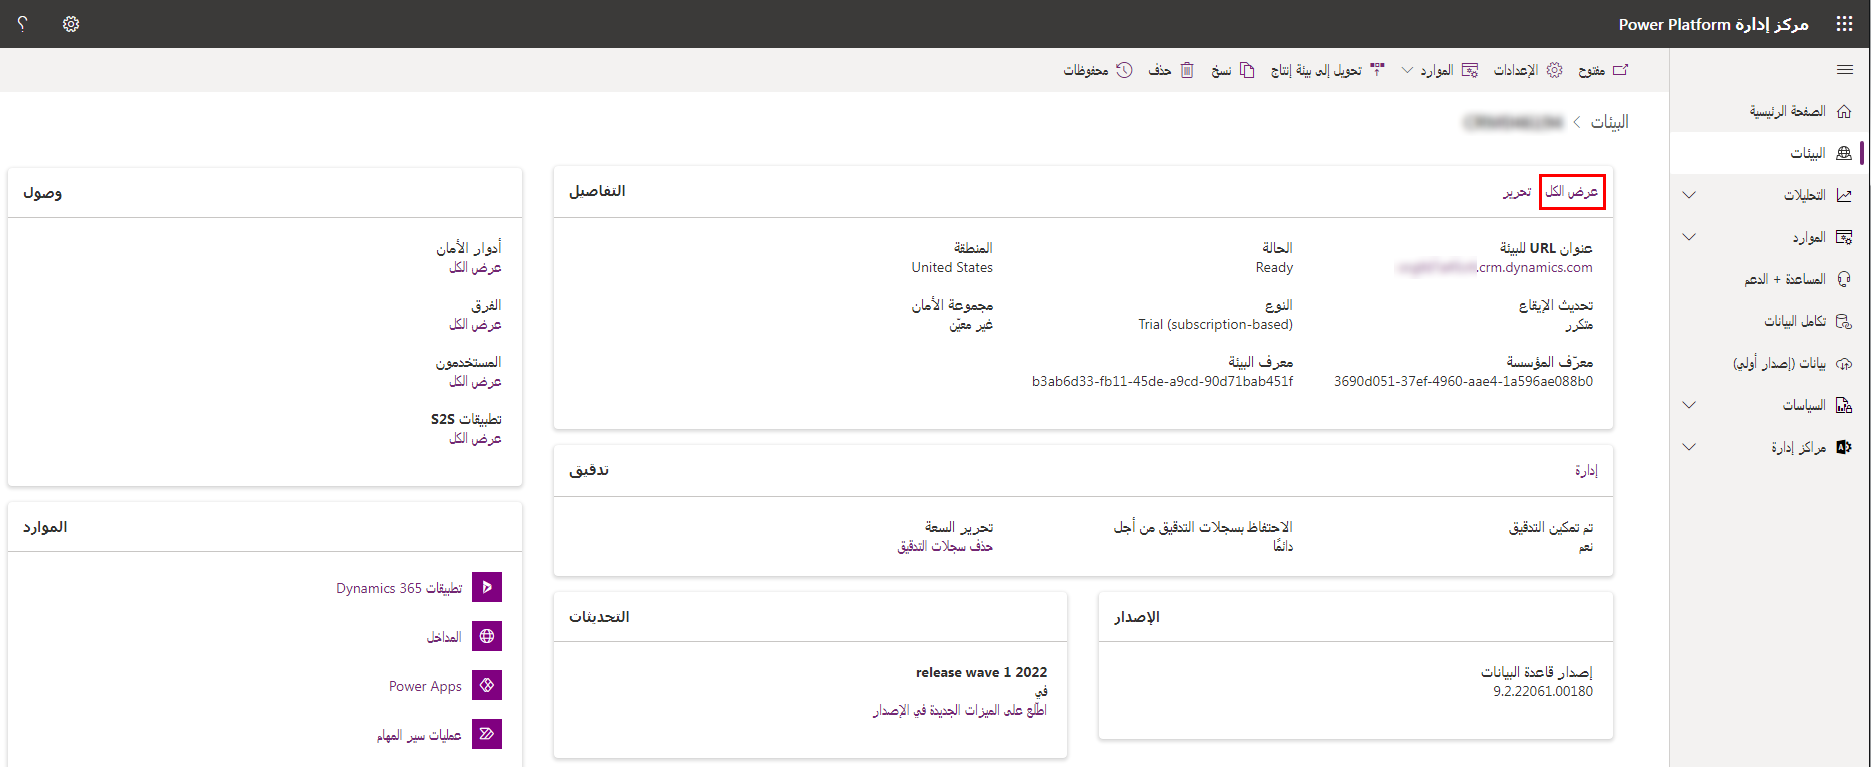 مركز إدارة Power Platform
؟
مفتوح
الإعدادات
الموارد
تحويل إلى بيئة إنتاج
نسخ
حذف
محفوظات
الصفحة الرئيسية
البيئات
التحليلات
الموارد
المساعدة + الدعم
تكامل البيانات
بيانات (إصدار أولي)
السياسات
مراكز إدارة
البيئات
التفاصيل
عرض الكل
تحرير
عنوان URL للبيئة
.crm.dynamics.com
الحالة
Ready
المنطقة
United States
تحديث الإيقاع
متكرر
النوع
Trial (subscription-based)
مجموعة الأمان
غير معيّن
معرّف المؤسسة
3690d051-37ef-4960-aae4-1a596ae088b0
معرف البيئة
b3ab6d33-fb11-45de-a9cd-90d71bab451f
تدقيق
إدارة
تم تمكين التدقيق
نعم
الاحتفاظ بسجلات التدقيق من أجل
دائمًا
تحرير السعة
حذف سجلات التدقيق
الإصدار
إصدار قاعدة البيانات
9.2.22061.00180
التحديثات
release wave 1 2022
في
اطّلع على الميزات الجديدة في الإصدار
وصول
أدوار الأمان
عرض الكل
الفرق
عرض الكل
المستخدمون
عرض الكل
تطبيقات S2S
عرض الكل
الموارد
تطبيقات Dynamics 365
المداخل
Power Apps
عمليات سير المهام